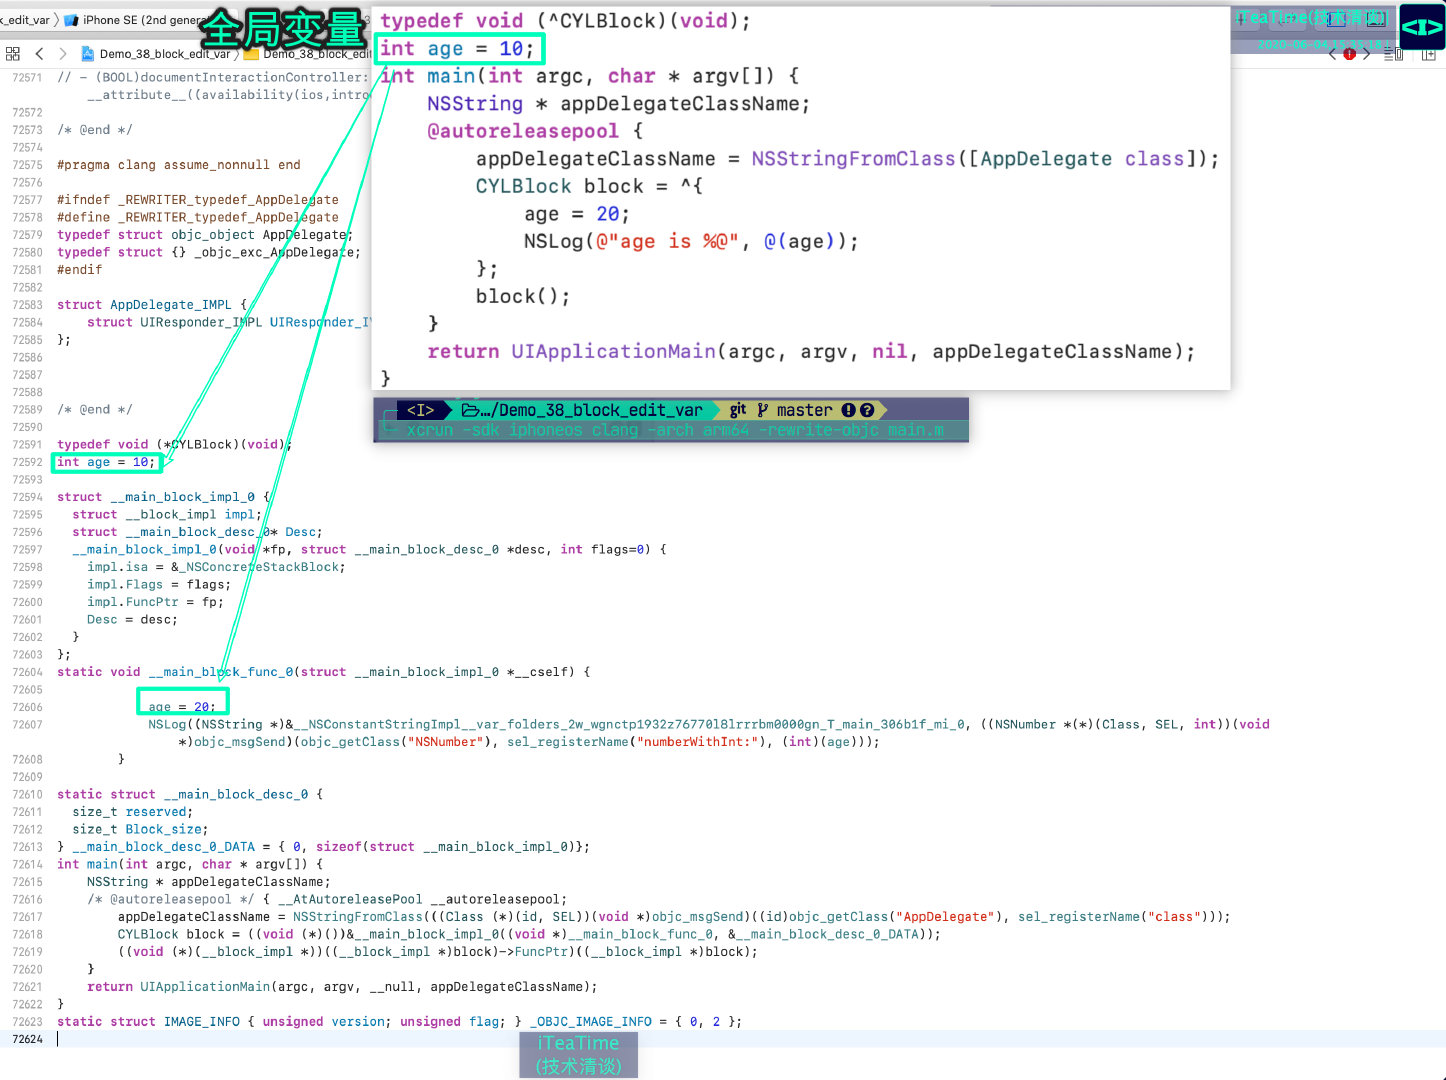 k_edit_var iPhone SE (2nd genera
全局变量
iTeaTime(技术清谈)
2020-06-04 15:35:18
Demo_38_block_edit_var Demo_38_block_edit
typedef void (^CYLBlock)(void);
int age = 10;
int main(int argc, char * argv[]) {
NSString * appDelegateClassName;
@autoreleasepool {
appDelegateClassName = NSStringFromClass([AppDelegate class]);
CYLBlock block = ^{
age = 20;
NSLog(@"age is %@", @(age));
};
block();
}
return UIApplicationMain(argc, argv, nil, appDelegateClassName);
}
<I> .../Demo_38_block_edit_var git master
xcrun -sdk iphoneos clang -arch arm64 -rewrite-objc main.m
72571 // - (BOOL)documentInteractionController:
__attribute__((availability(ios,intro
72572
72573 /* @end */
72574
72575 #pragma clang assume_nonnull end
72576
72577 #ifndef _REWRITER_typedef_AppDelegate
72578 #define _REWRITER_typedef_AppDelegate
72579 typedef struct objc_object AppDelegate;
72580 typedef struct {} _objc_exc_AppDelegate;
72581 #endif
72582
72583 struct AppDelegate_IMPL {
72584 struct UIResponder_IMPL UIResponder_I
72585 };
72586
72587
72588
72589 /* @end */
72590
72591 typedef void (*CYLBlock)(void);
72592 int age = 10;
72593
72594 struct __main_block_impl_0 {
72595 struct __block_impl impl;
72596 struct __main_block_desc_0* Desc;
72597 __main_block_impl_0(void *fp, struct __main_block_desc_0 *desc, int flags=0) {
72598 impl.isa = &_NSConcreteStackBlock;
72599 impl.Flags = flags;
72600 impl.FuncPtr = fp;
72601 Desc = desc;
72602 }
72603 };
72604 static void __main_block_func_0(struct __main_block_impl_0 *__cself) {
72605
72606 age = 20;
72607 NSLog((NSString *)&__NSConstantStringImpl__var_folders_2w_wgnctp1932z76770l8lrrrbm0000gn_T_main_306b1f_mi_0, ((NSNumber *(*)(Class, SEL, int))(void
*)objc_msgSend)(objc_getClass("NSNumber"), sel_registerName("numberWithInt:"), (int)(age)));
72608 }
72609
72610 static struct __main_block_desc_0 {
72611 size_t reserved;
72612 size_t Block_size;
72613 } __main_block_desc_0_DATA = { 0, sizeof(struct __main_block_impl_0)};
72614 int main(int argc, char * argv[]) {
72615 NSString * appDelegateClassName;
72616 /* @autoreleasepool */ { __AtAutoreleasePool __autoreleasepool;
72617 appDelegateClassName = NSStringFromClass(((Class (*)(id, SEL))(void *)objc_msgSend)((id)objc_getClass("AppDelegate"), sel_registerName("class")));
72618 CYLBlock block = ((void (*)())&__main_block_impl_0((void *)__main_block_func_0, &__main_block_desc_0_DATA));
72619 ((void (*)(__block_impl *))((__block_impl *)block)->FuncPtr)((__block_impl *)block);
72620 }
72621 return UIApplicationMain(argc, argv, __null, appDelegateClassName);
72622 }
72623 static struct IMAGE_INFO { unsigned version; unsigned flag; } _OBJC_IMAGE_INFO = { 0, 2 };
72624
iTeaTime
(技术清谈)